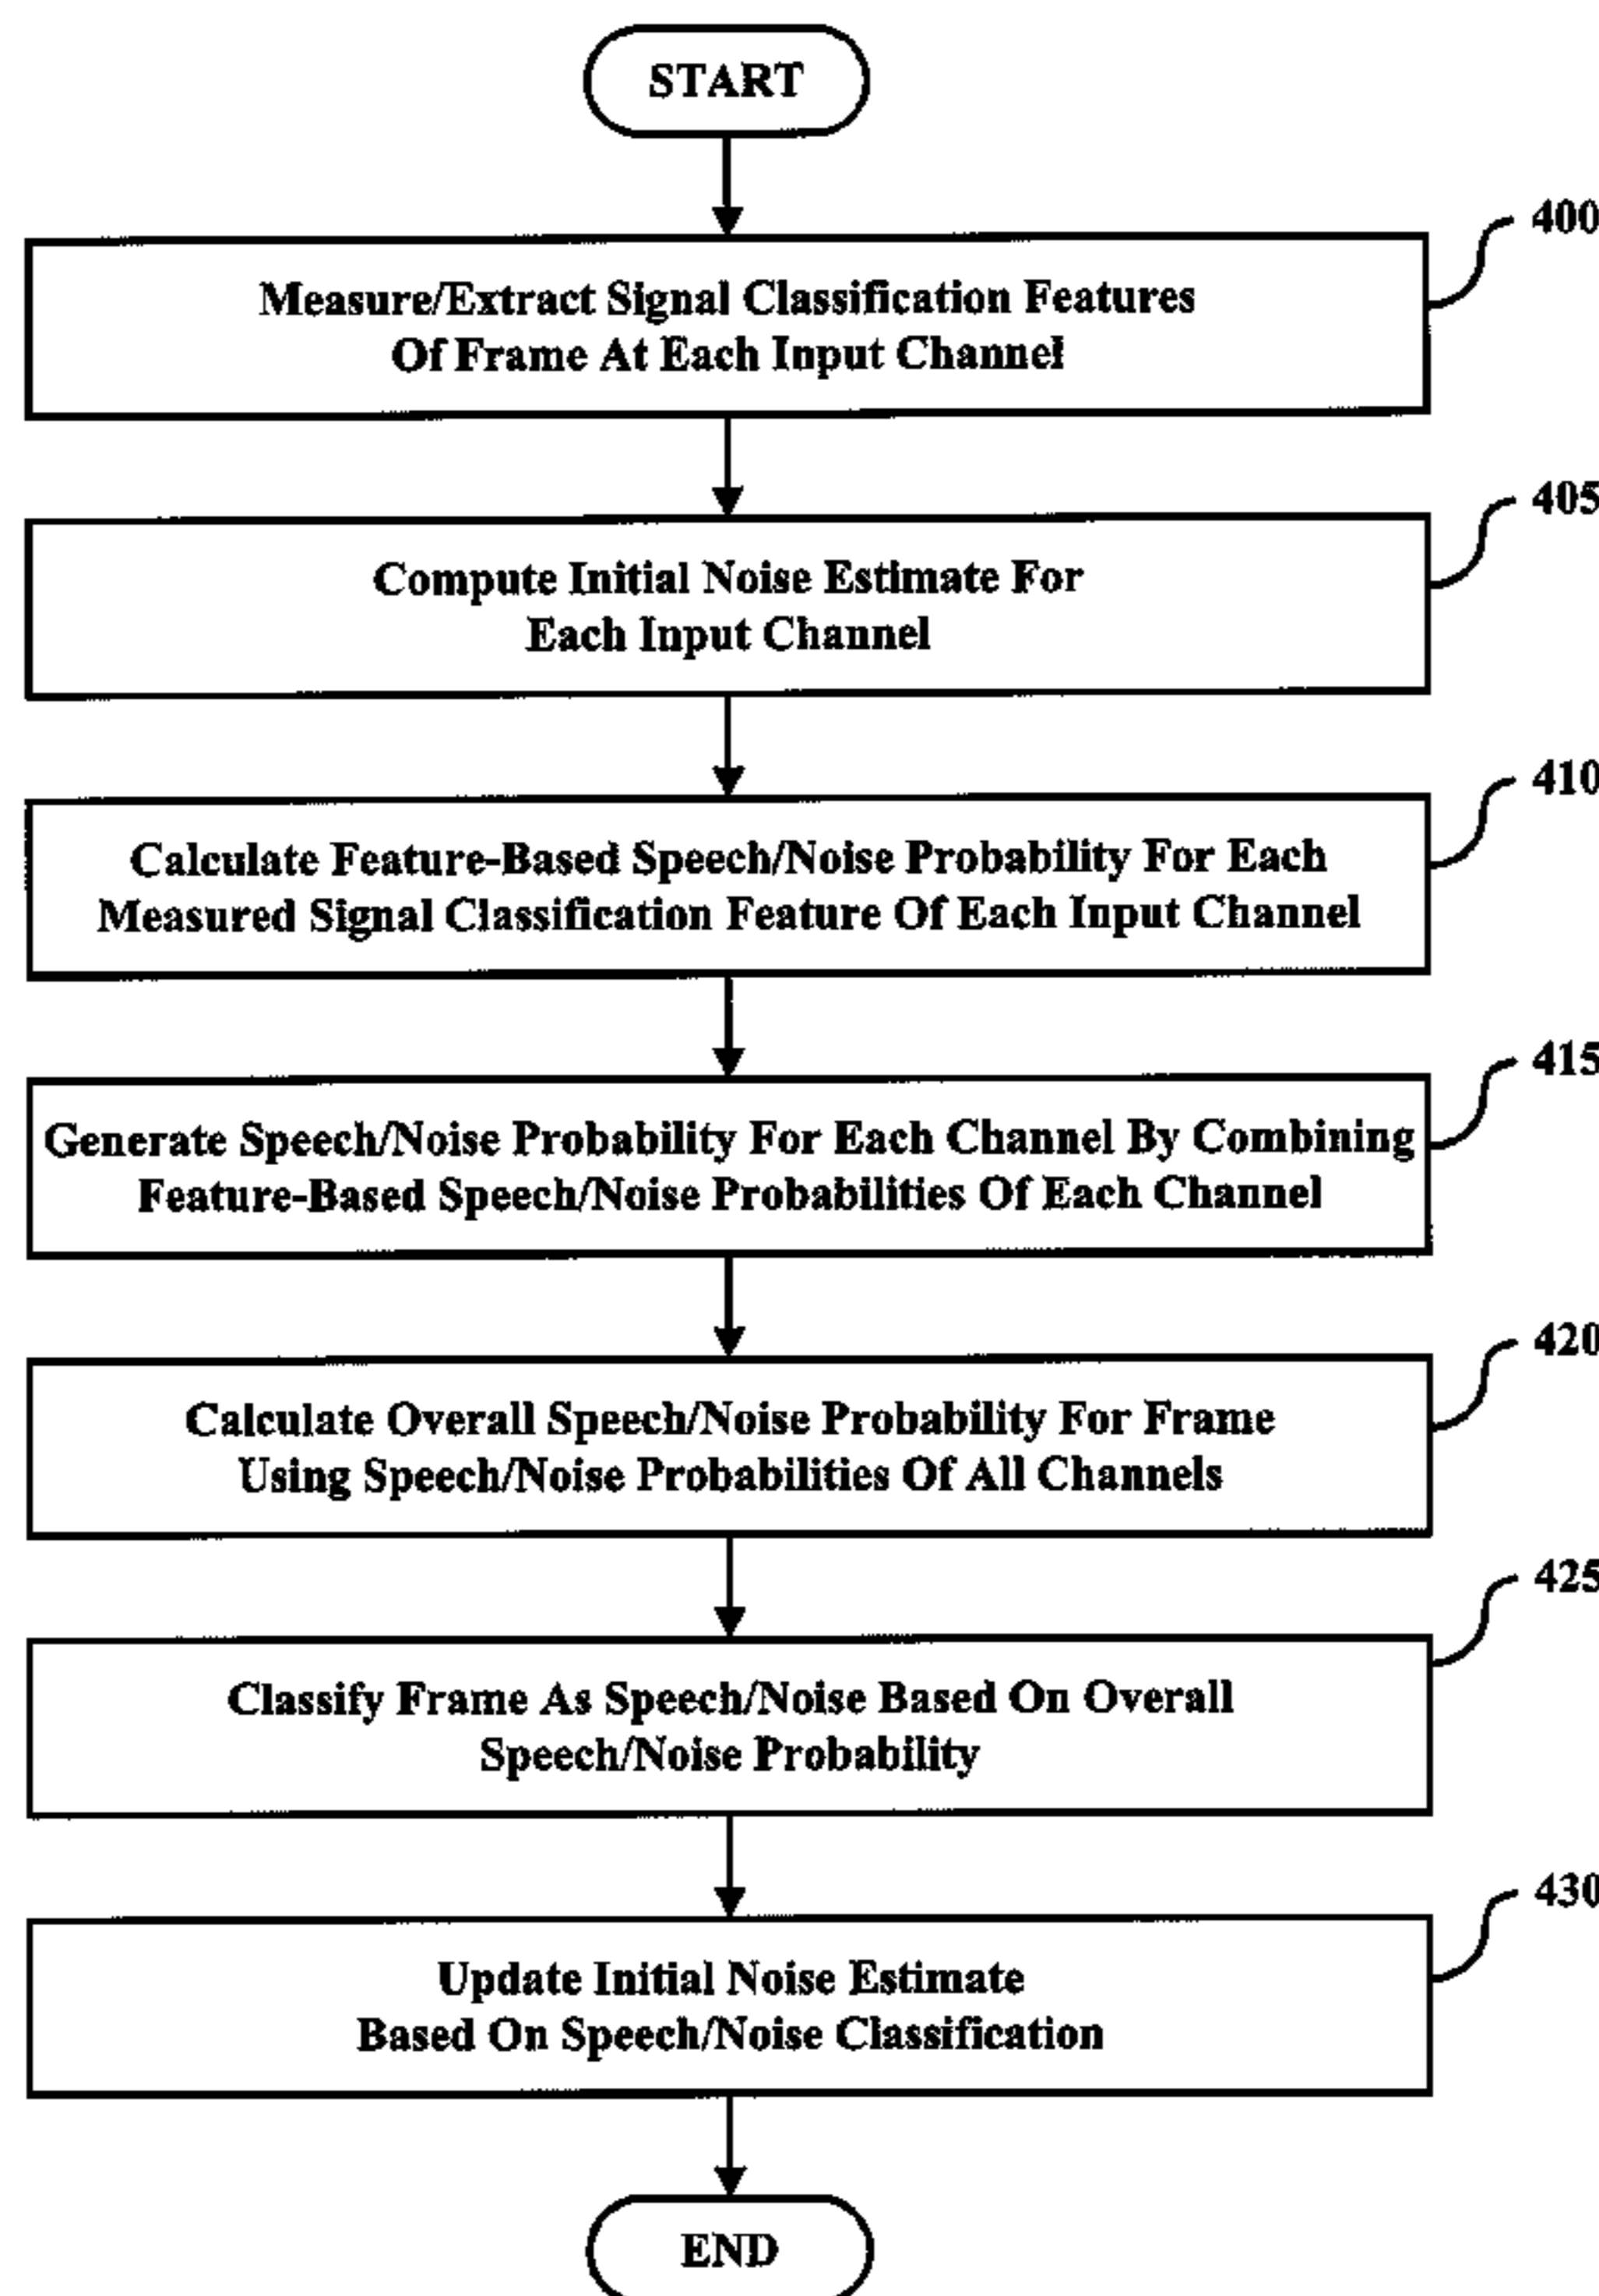 START
400
Measure/Extract Signal Classification Features
Of Frame At Each Input Channel
405
Compute Initial Noise Estimate For
Each Input Channel
410
Calculate Feature-Based Speech/Noise Probability For Each
Measured Signal Classification Feature Of Each Input Channel
415
Generate Speech/Noise Probability For Each Channel By Combining
Feature-Based Speech/Noise Probabilities Of Each Channel
420
Calculate Overall Speech/Noise Probability For Frame
Using Speech/Noise Probabilities Of All Channels
425
Classify Frame As Speech/Noise Based On Overall
Speech/Noise Probability
430
Update Initial Noise Estimate
Based On Speech/Noise Classification
END